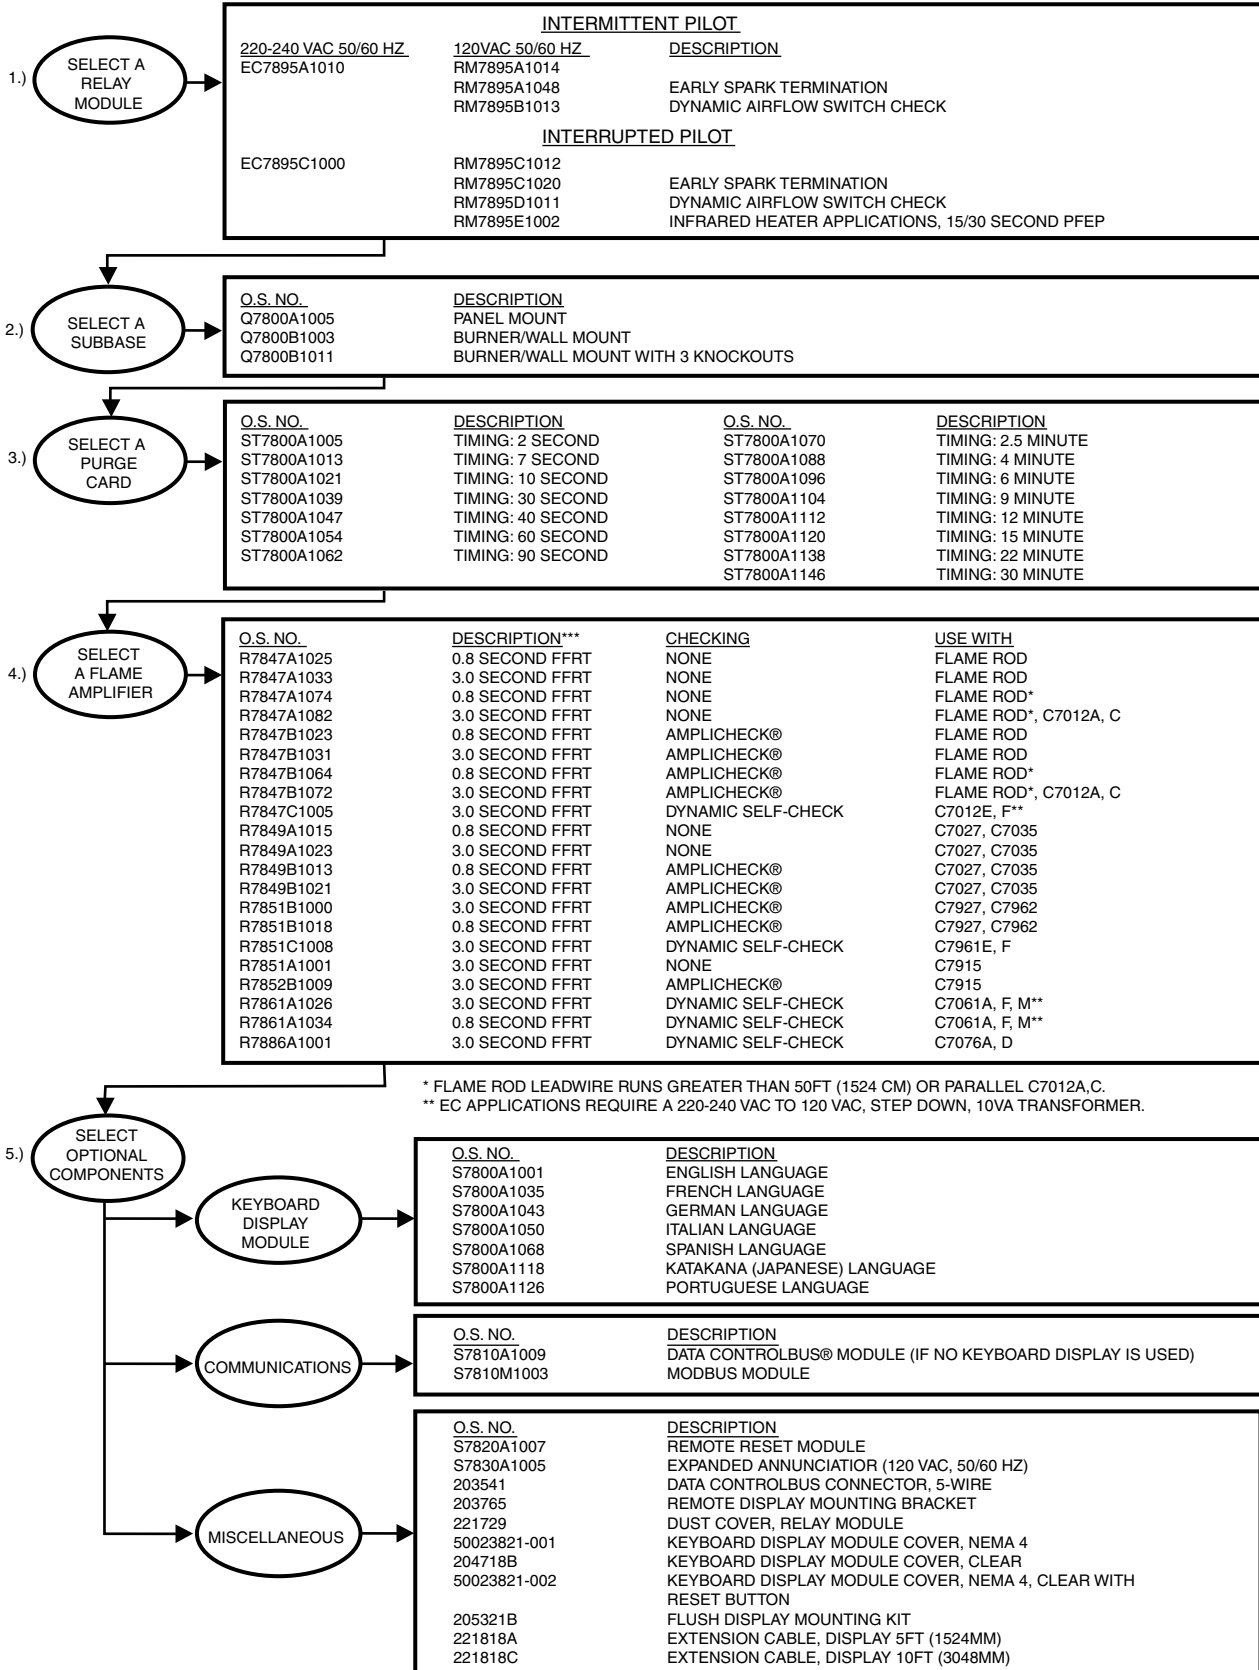 1.) SELECT A
RELAY
MODULE
INTERMITTENT PILOT
220-240 VAC 50/60 HZ 120VAC 50/60 HZ DESCRIPTION
EC7895A1010 RM7895A1014
RM7895A1048 EARLY SPARK TERMINATION
RM7895B1013 DYNAMIC AIRFLOW SWITCH CHECK
INTERRUPTED PILOT
EC7895C1000 RM7895C1012
RM7895C1020 EARLY SPARK TERMINATION
RM7895D1011 DYNAMIC AIRFLOW SWITCH CHECK
RM7895E1002 INFRARED HEATER APPLICATIONS, 15/30 SECOND PFEP
2.) SELECT A
SUBBASE
O.S. NO. DESCRIPTION
Q7800A1005 PANEL MOUNT
Q7800B1003 BURNER/WALL MOUNT
Q7800B1011 BURNER/WALL MOUNT WITH 3 KNOCKOUTS
3.) SELECT A
PURGE
CARD
O.S. NO. DESCRIPTION O.S. NO. DESCRIPTION
ST7800A1005 TIMING: 2 SECOND ST7800A1070 TIMING: 2.5 MINUTE
ST7800A1013 TIMING: 7 SECOND ST7800A1088 TIMING: 4 MINUTE
ST7800A1021 TIMING: 10 SECOND ST7800A1096 TIMING: 6 MINUTE
ST7800A1039 TIMING: 30 SECOND ST7800A1104 TIMING: 9 MINUTE
ST7800A1047 TIMING: 40 SECOND ST7800A1112 TIMING: 12 MINUTE
ST7800A1054 TIMING: 60 SECOND ST7800A1120 TIMING: 15 MINUTE
ST7800A1062 TIMING: 90 SECOND ST7800A1138 TIMING: 22 MINUTE
ST7800A1146 TIMING: 30 MINUTE
4.) SELECT
A FLAME
AMPLIFIER
O.S. NO. DESCRIPTION*** CHECKING USE WITH
R7847A1025 0.8 SECOND FFRT NONE FLAME ROD
R7847A1033 3.0 SECOND FFRT NONE FLAME ROD
R7847A1074 0.8 SECOND FFRT NONE FLAME ROD*
R7847A1082 3.0 SECOND FFRT NONE FLAME ROD*, C7012A, C
R7847B1023 0.8 SECOND FFRT AMPLICHECK® FLAME ROD
R7847B1031 3.0 SECOND FFRT AMPLICHECK® FLAME ROD
R7847B1064 0.8 SECOND FFRT AMPLICHECK® FLAME ROD*
R7847B1072 3.0 SECOND FFRT AMPLICHECK® FLAME ROD*, C7012A, C
R7847C1005 3.0 SECOND FFRT DYNAMIC SELF-CHECK C7012E, F**
R7849A1015 0.8 SECOND FFRT NONE C7027, C7035
R7849A1023 3.0 SECOND FFRT NONE C7027, C7035
R7849B1013 0.8 SECOND FFRT AMPLICHECK® C7027, C7035
R7849B1021 3.0 SECOND FFRT AMPLICHECK® C7027, C7035
R7851B1000 3.0 SECOND FFRT AMPLICHECK® C7927, C7962
R7851B1018 0.8 SECOND FFRT AMPLICHECK® C7927, C7962
R7851C1008 3.0 SECOND FFRT DYNAMIC SELF-CHECK C7961E, F
R7851A1001 3.0 SECOND FFRT NONE C7915
R7852B1009 3.0 SECOND FFRT AMPLICHECK® C7915
R7861A1026 3.0 SECOND FFRT DYNAMIC SELF-CHECK C7061A, F, M**
R7861A1034 0.8 SECOND FFRT DYNAMIC SELF-CHECK C7061A, F, M**
R7886A1001 3.0 SECOND FFRT DYNAMIC SELF-CHECK C7076A, D
* FLAME ROD LEADWIRE RUNS GREATER THAN 50FT (1524 CM) OR PARALLEL C7012A,C.
** EC APPLICATIONS REQUIRE A 220-240 VAC TO 120 VAC, STEP DOWN, 10VA TRANSFORMER.
5.) SELECT
OPTIONAL
COMPONENTS
KEYBOARD
DISPLAY
MODULE
O.S. NO. DESCRIPTION
S7800A1001 ENGLISH LANGUAGE
S7800A1035 FRENCH LANGUAGE
S7800A1043 GERMAN LANGUAGE
S7800A1050 ITALIAN LANGUAGE
S7800A1068 SPANISH LANGUAGE
S7800A1118 KATAKANA (JAPANESE) LANGUAGE
S7800A1126 PORTUGUESE LANGUAGE
COMMUNICATIONS
O.S. NO. DESCRIPTION
S7810A1009 DATA CONTROLBUS® MODULE (IF NO KEYBOARD DISPLAY IS USED)
S7810M1003 MODBUS MODULE
MISCELLANEOUS
O.S. NO. DESCRIPTION
S7820A1007 REMOTE RESET MODULE
S7830A1005 EXPANDED ANNUNCIATIOR (120 VAC, 50/60 HZ)
203541 DATA CONTROLBUS CONNECTOR, 5-WIRE
203765 REMOTE DISPLAY MOUNTING BRACKET
221729 DUST COVER, RELAY MODULE
50023821-001 KEYBOARD DISPLAY MODULE COVER, NEMA 4
204718B KEYBOARD DISPLAY MODULE COVER, CLEAR
50023821-002 KEYBOARD DISPLAY MODULE COVER, NEMA 4, CLEAR WITH
RESET BUTTON
205321B FLUSH DISPLAY MOUNTING KIT
221818A EXTENSION CABLE, DISPLAY 5FT (1524MM)
221818C EXTENSION CABLE, DISPLAY 10FT (3048MM)